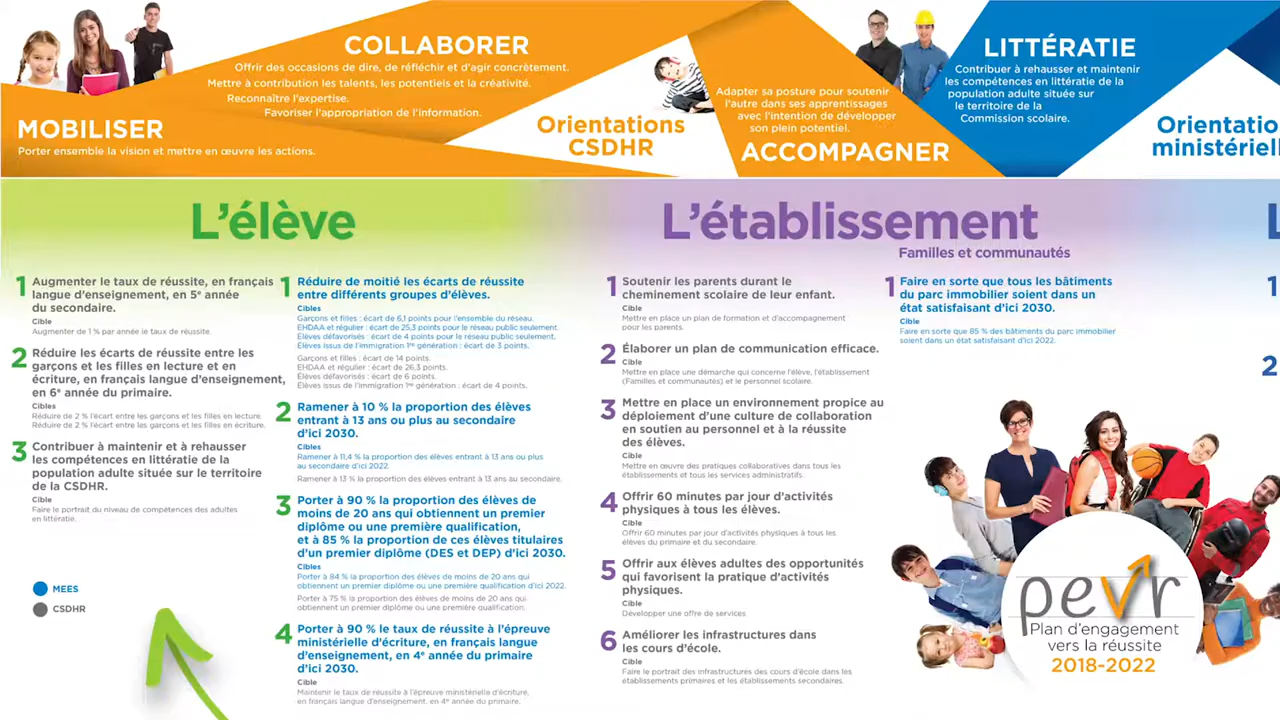 COLLABORER
Offrir des occasions de dire, de réfléchir et d'agir concrètement.
Mettre à contribution les talents, les potentiels et la créativité.
Reconnaître l'expertise.
Favoriser l'appropriation de l'information.
MOBILISER
Porter ensemble la vision et mettre en œuvre les actions.
Orientations
CSDHR
Adapter sa posture pour soutenir
l'autre dans ses apprentissages
avec l'intention de développer
son plein potentiel.
ACCOMPAGNER
LITTÉRATIE
Contribuer à rehausser et maintenir
les compétences en littératie de la
population adulte située sur
le territoire de la
Commission scolaire.
Orientatio
ministériell
L'élève
1 Augmenter le taux de réussite, en français
langue d'enseignement, en 5e année
du secondaire.
Cible
Augmenter de 1 % par année le taux de réussite.
2 Réduire les écarts de réussite entre les
garçons et les filles en lecture et en
écriture, en français langue d'enseignement,
en 6e année du primaire.
Cibles
Réduire de 2 % l'écart entre les garçons et les filles en lecture.
Réduire de 2 % l'écart entre les garçons et les filles en écriture.
3 Contribuer à maintenir et à rehausser
les compétences en littératie de la
population adulte située sur le territoire
de la CSDHR.
Cible
Faire le portrait du niveau de compétences des adultes
en littératie.
MEES
CSDHR
1 Réduire de moitié les écarts de réussite
entre différents groupes d'élèves.
Cibles
Garçons et filles : écart de 6,1 points pour l'ensemble du réseau.
EHDAA et régulier : écart de 25,3 points pour le réseau public seulement.
Élèves défavorisés : écart de 4 points pour le réseau public seulement.
Élèves issus de l'immigration 1re génération : écart de 3 points.
Garçons et filles : écart de 14 points.
EHDAA et régulier : écart de 26,3 points.
Élèves défavorisés : écart de 6 points.
Élèves issus de l'immigration 1re génération : écart de 4 points.
2 Ramener à 10 % la proportion des élèves
entrant à 13 ans ou plus au secondaire
d'ici 2030.
Cibles
Ramener à 11,4 % la proportion des élèves entrant à 13 ans ou plus
au secondaire d'ici 2022.
Ramener à 13 % la proportion des élèves entrant à 13 ans au secondaire.
3 Porter à 90 % la proportion des élèves de
moins de 20 ans qui obtiennent un premier
diplôme ou une première qualification,
et à 85 % la proportion de ces élèves titulaires
d'un premier diplôme (DES et DEP) d'ici 2030.
Cibles
Porter à 84 % la proportion des élèves de moins de 20 ans qui
obtiennent un premier diplôme ou une première qualification d'ici 2022.
Porter à 75 % la proportion des élèves de moins de 20 ans qui
obtiennent un premier diplôme ou une première qualification.
4 Porter à 90 % le taux de réussite à l'épreuve
ministérielle d'écriture, en français langue
d'enseignement, en 4e année du primaire
d'ici 2030.
Cible
Maintenir le taux de réussite à l'épreuve ministérielle d'écriture,
en français langue d'enseignement, en 4e année du primaire.
L'établissement
Familles et communautés
1 Soutenir les parents durant le
cheminement scolaire de leur enfant.
Cible
Mettre en place un plan de formation et d'accompagnement
pour les parents.
2 Élaborer un plan de communication efficace.
Cible
Mettre en place une démarche qui concerne l'élève, l'établissement
(Familles et communautés) et le personnel scolaire.
3 Mettre en place un environnement propice au
déploiement d'une culture de collaboration
en soutien au personnel et à la réussite
des élèves.
Cible
Mettre en œuvre des pratiques collaboratives dans tous les
établissements et tous les services administratifs.
4 Offrir 60 minutes par jour d'activités
physiques à tous les élèves.
Cible
Offrir 60 minutes par jour d'activités physiques à tous les
élèves du primaire et du secondaire.
5 Offrir aux élèves adultes des opportunités
qui favorisent la pratique d'activités
physiques.
Cible
Développer une offre de services
6 Améliorer les infrastructures dans
les cours d'école.
Cible
Faire le portrait des infrastructures des cours d'école dans les
établissements primaires et les établissements secondaires.
1 Faire en sorte que tous les bâtiments
du parc immobilier soient dans un
état satisfaisant d'ici 2030.
Cible
Faire en sorte que 85 % des bâtiments du parc immobilier
soient dans un état satisfaisant d'ici 2022.
pevr
Plan d'engagement
vers la réussite
2018-2022
L
1
2